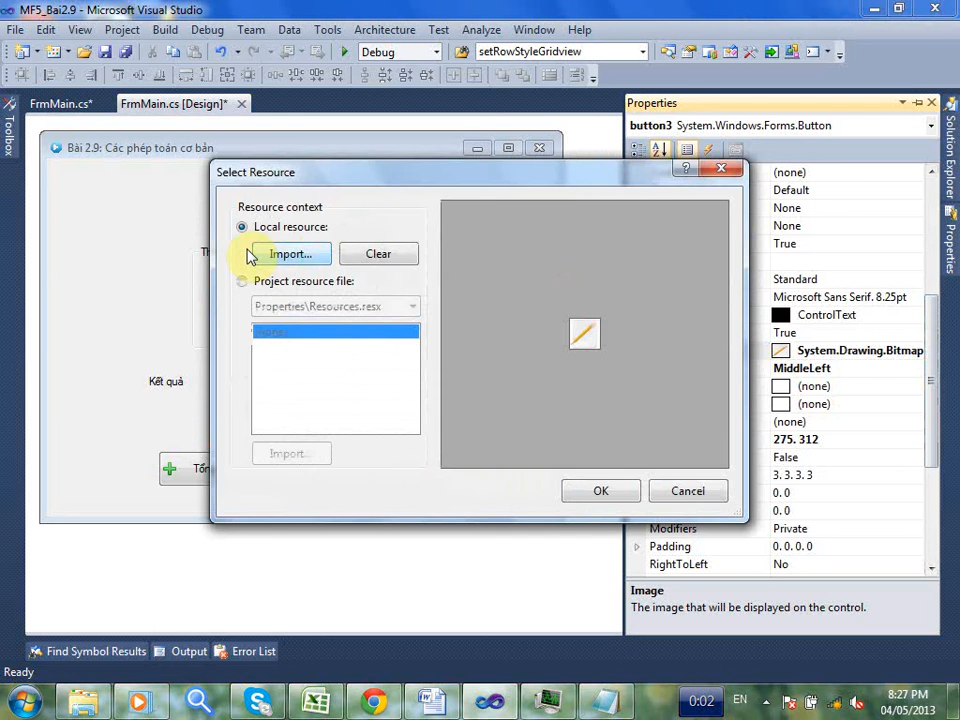 MF5_Bai2.9 - Microsoft Visual Studio
File Edit View Project Build Debug Team Data Tools Architecture Test Analyze Window Help
Debug setRowStyleGridview
FrmMain.cs* FrmMain.cs [Design]*
Toolbox
Bài 2.9: Các phép toán cơ bản
Th
Kết quả
Tổn
Select Resource
Resource context
Local resource:
Import... Clear
Project resource file:
Properties\Resources.resx
Import...
OK Cancel
Properties
button3 System.Windows.Forms.Button
(none)
Default
None
None
True
Standard
Microsoft Sans Serif, 8.25pt
ControlText
True
System.Drawing.Bitmap
MiddleLeft
(none)
(none)
(none)
275, 312
False
3, 3, 3, 3
0, 0
0, 0
Modifiers Private
Padding 0, 0, 0, 0
RightToLeft No
Image
The image that will be displayed on the control.
Solution Explorer
Properties
Find Symbol Results Output Error List
Ready
0:02 EN 8:27 PM
04/05/2013